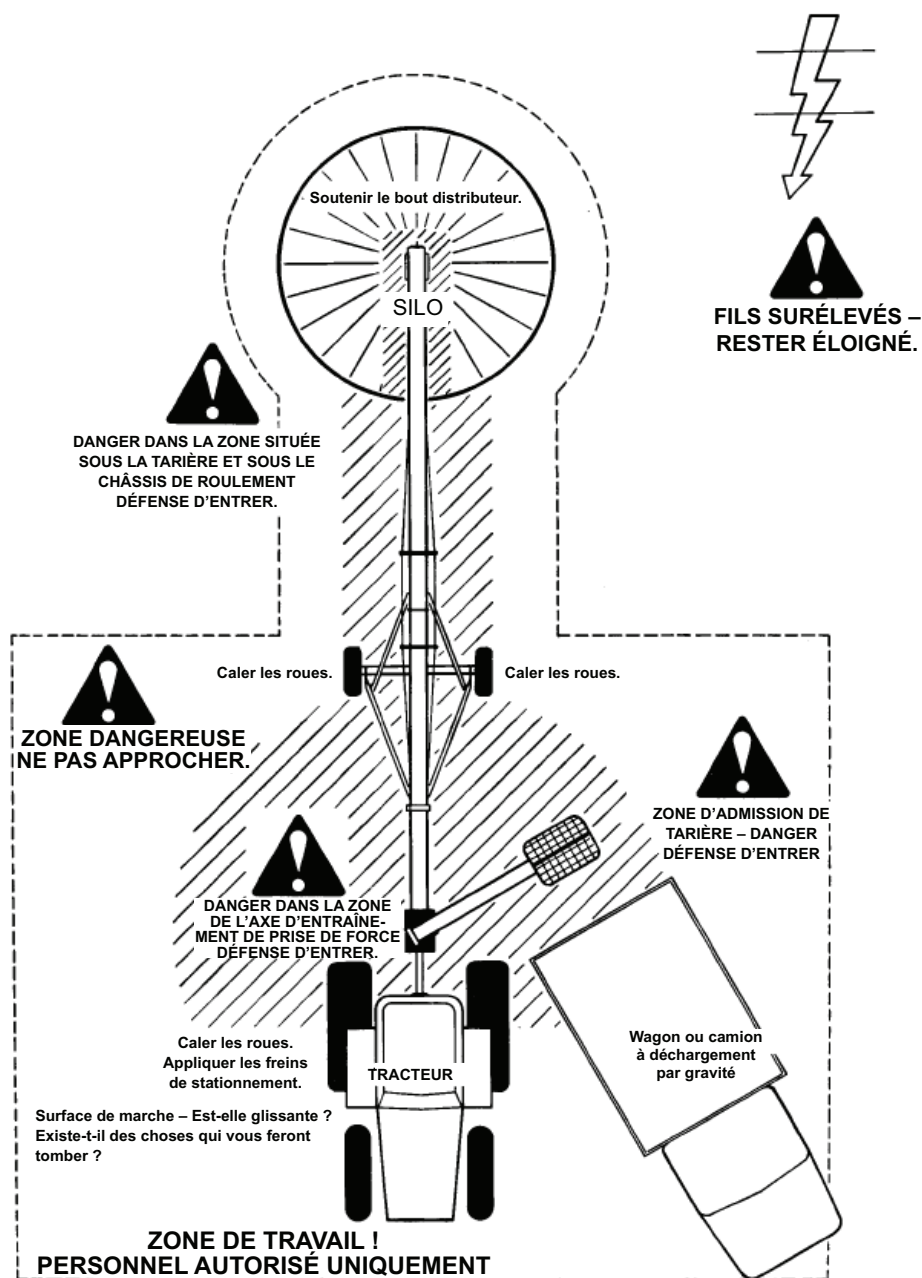 Soutenir le bout distributeur.
SILO
FILS SURÉLEVÉS –
RESTER ÉLOIGNÉ.
DANGER DANS LA ZONE SITUÉE
SOUS LA TARIÈRE ET SOUS LE
CHÂSSIS DE ROULEMENT
DÉFENSE D’ENTRER.
Caler les roues.
Caler les roues.
ZONE DANGEREUSE
NE PAS APPROCHER.
ZONE D’ADMISSION DE
TARIÈRE – DANGER
DÉFENSE D’ENTRER
DANGER DANS LA ZONE
DE L’AXE D’ENTRAÎNE-
MENT DE PRISE DE FORCE
DÉFENSE D’ENTRER.
Caler les roues.
Appliquer les freins
de stationnement.
TRACTEUR
Wagon ou camion
à déchargement
par gravité
Surface de marche – Est-elle glissante ?
Existe-t-il des choses qui vous feront
tomber ?
ZONE DE TRAVAIL !
PERSONNEL AUTORISÉ UNIQUEMENT